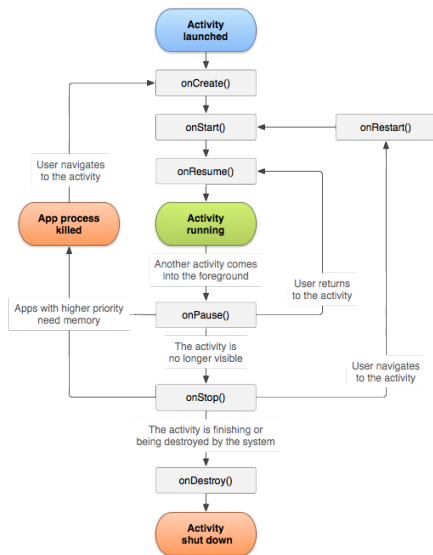 Activity
launched
onCreate()
onStart()
onRestart()
User navigates
to the activity
onResume()
App process
killed
Activity
running
Another activity comes
into the foreground
User returns
to the activity
Apps with higher priority
need memory
onPause()
The activity is
no longer visible
User navigates
to the activity
onStop()
The activity is finishing or
being destroyed by the system
onDestroy()
Activity
shut down